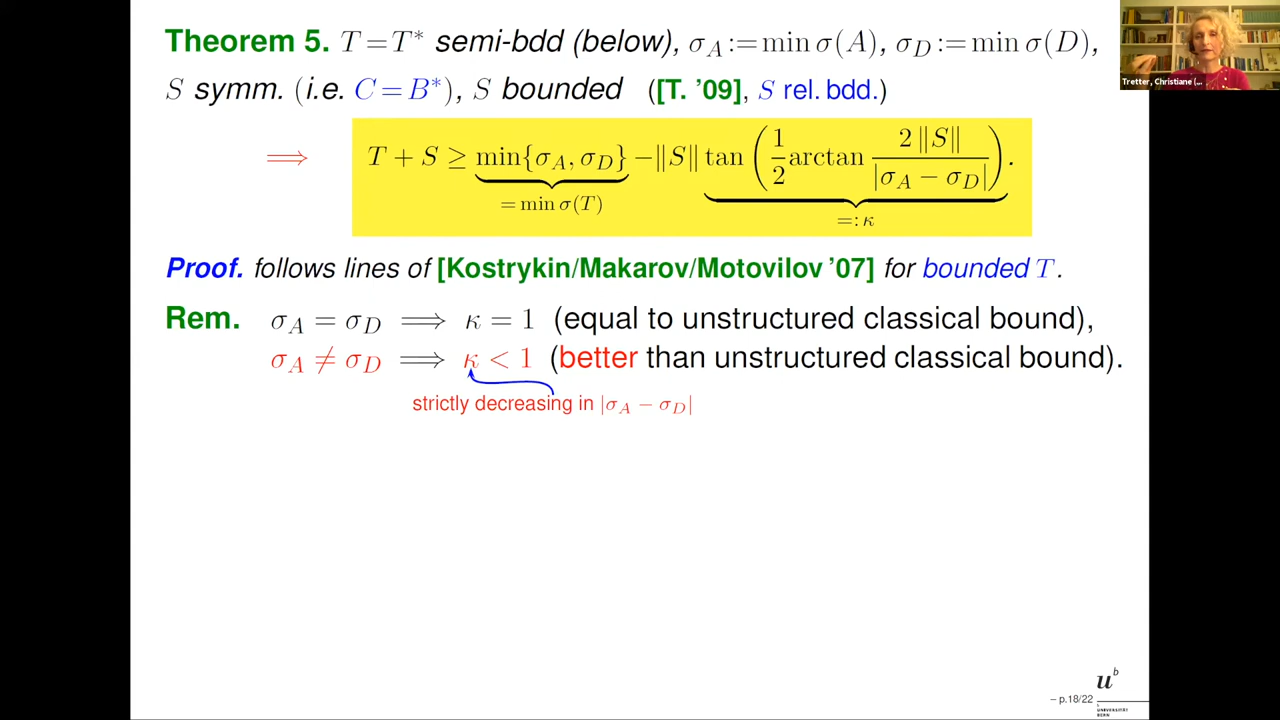 Theorem 5. T = T* semi-bdd (below), σ_A := min σ(A), σ_D := min σ(D),
S symm. (i.e. C = B*), S bounded ([T. '09], S rel. bdd.)
⟹ T + S ≥ min{σ_A, σ_D} − ‖S‖ tan(1/2 arctan 2‖S‖/|σ_A − σ_D|).
= min σ(T) =: κ
Proof. follows lines of [Kostrykin/Makarov/Motovilov '07] for bounded T.
Rem. σ_A = σ_D ⟹ κ = 1 (equal to unstructured classical bound),
σ_A ≠ σ_D ⟹ κ < 1 (better than unstructured classical bound).
strictly decreasing in |σ_A − σ_D|
Tretter, Christiane (...
– p.18/22
u^b
UNIVERSITÄT
BERN